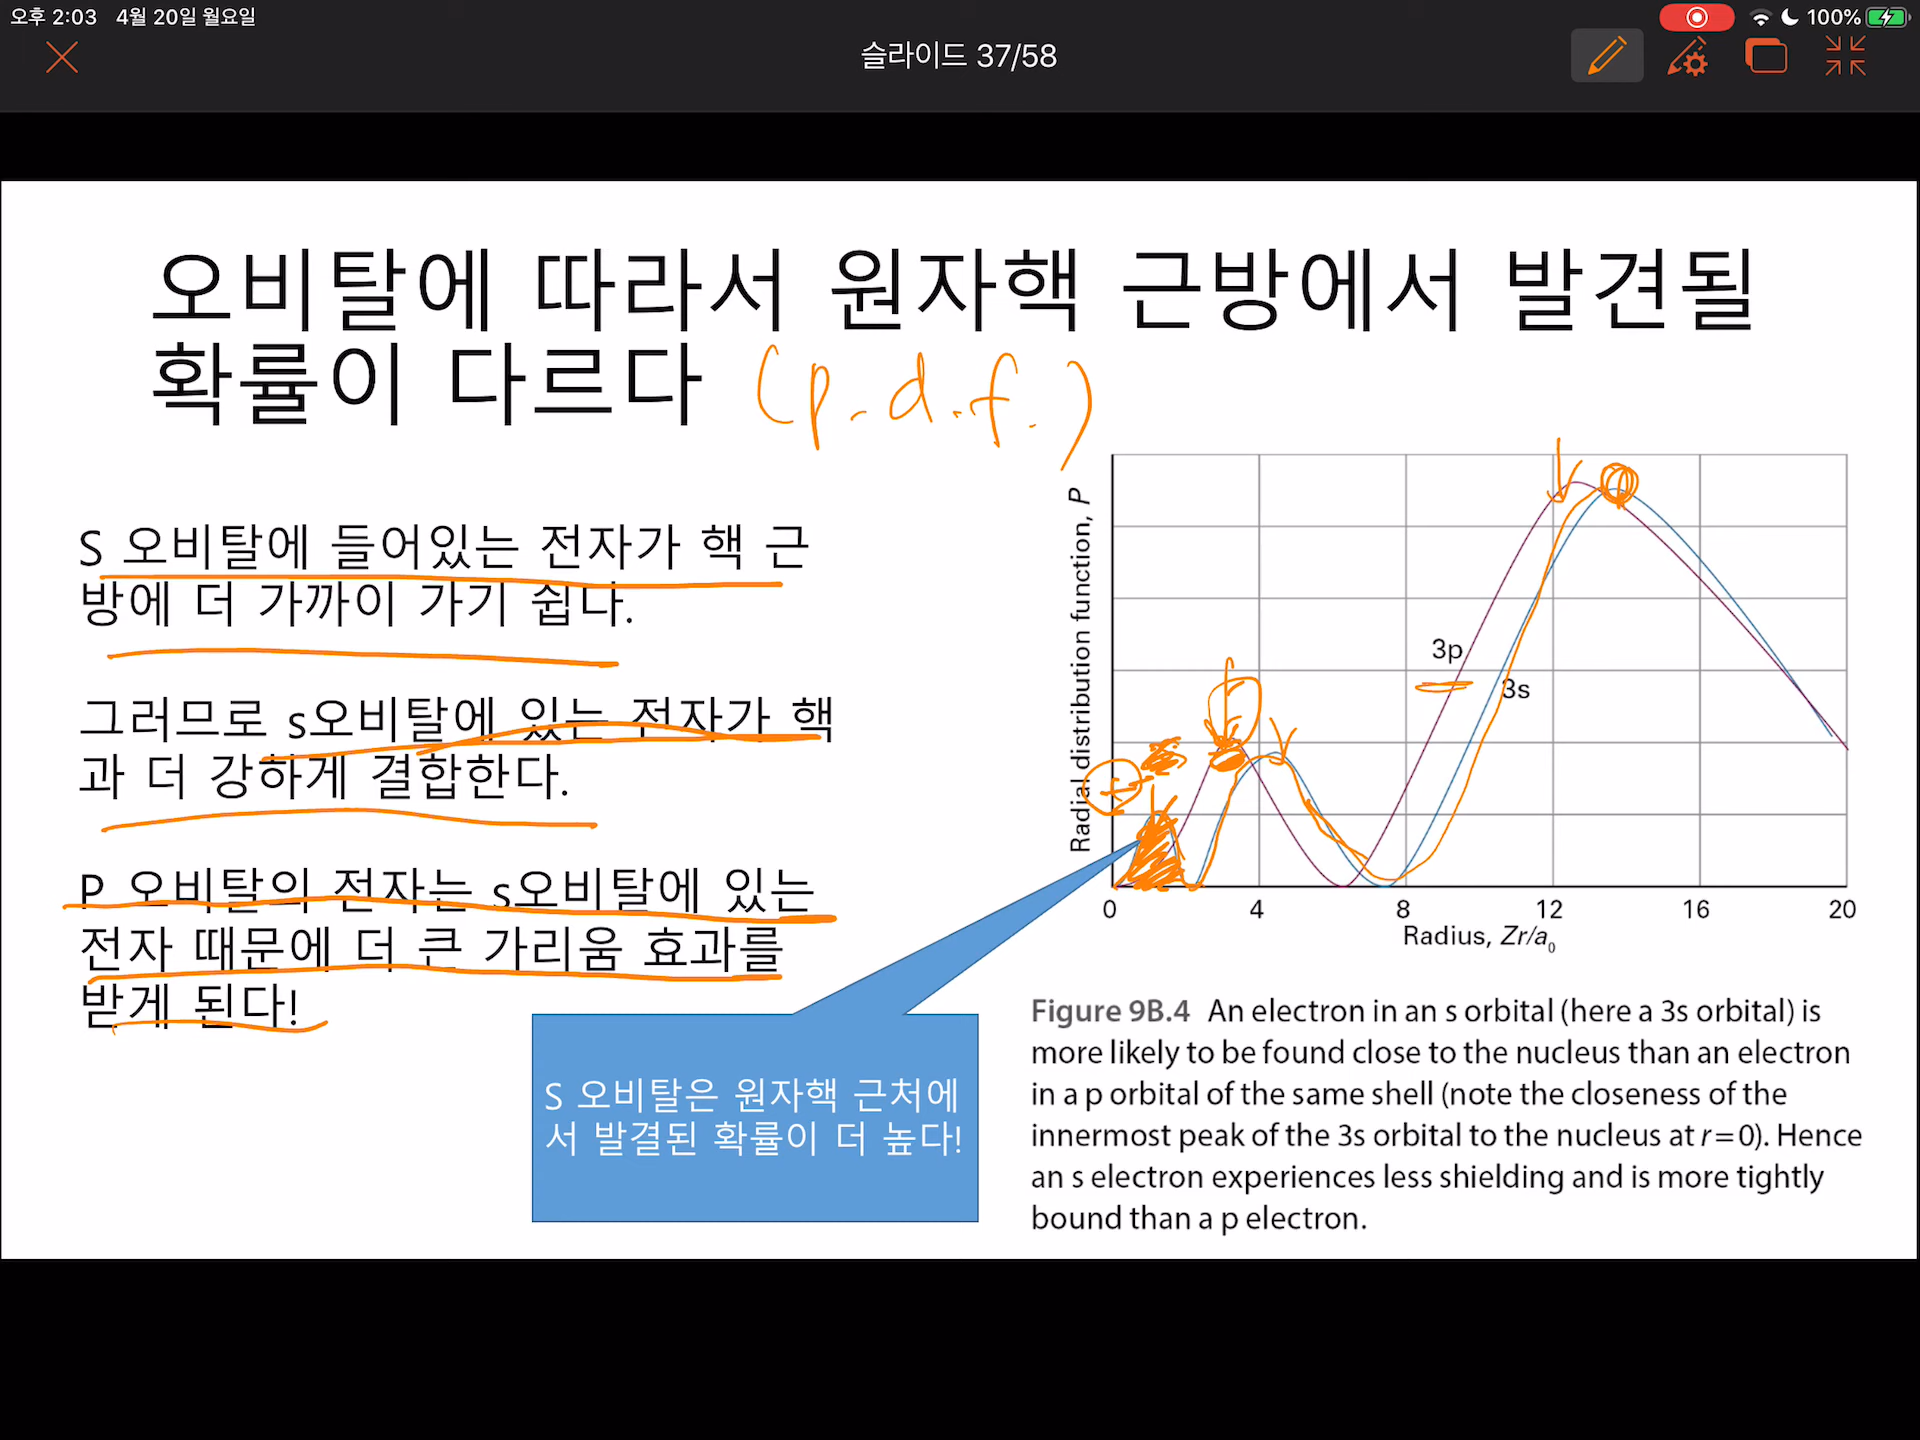 오후 2:03 4월 20일 월요일
100%
슬라이드 37/58
오비탈에 따라서 원자핵 근방에서 발견될
확률이 다르다 (p.d.f.)
S 오비탈에 들어있는 전자가 핵 근
방에 더 가까이 가기 쉽다.
그러므로 s오비탈에 있는 전자가 핵
과 더 강하게 결합한다.
P 오비탈의 전자는 s오비탈에 있는
전자 때문에 더 큰 가리움 효과를
받게 된다!
S 오비탈은 원자핵 근처에
서 발결된 확률이 더 높다!
Radial distribution function, P
3p
3s
+
0 4 8 12 16 20
Radius, Zr/a₀
Figure 9B.4 An electron in an s orbital (here a 3s orbital) is
more likely to be found close to the nucleus than an electron
in a p orbital of the same shell (note the closeness of the
innermost peak of the 3s orbital to the nucleus at r=0). Hence
an s electron experiences less shielding and is more tightly
bound than a p electron.